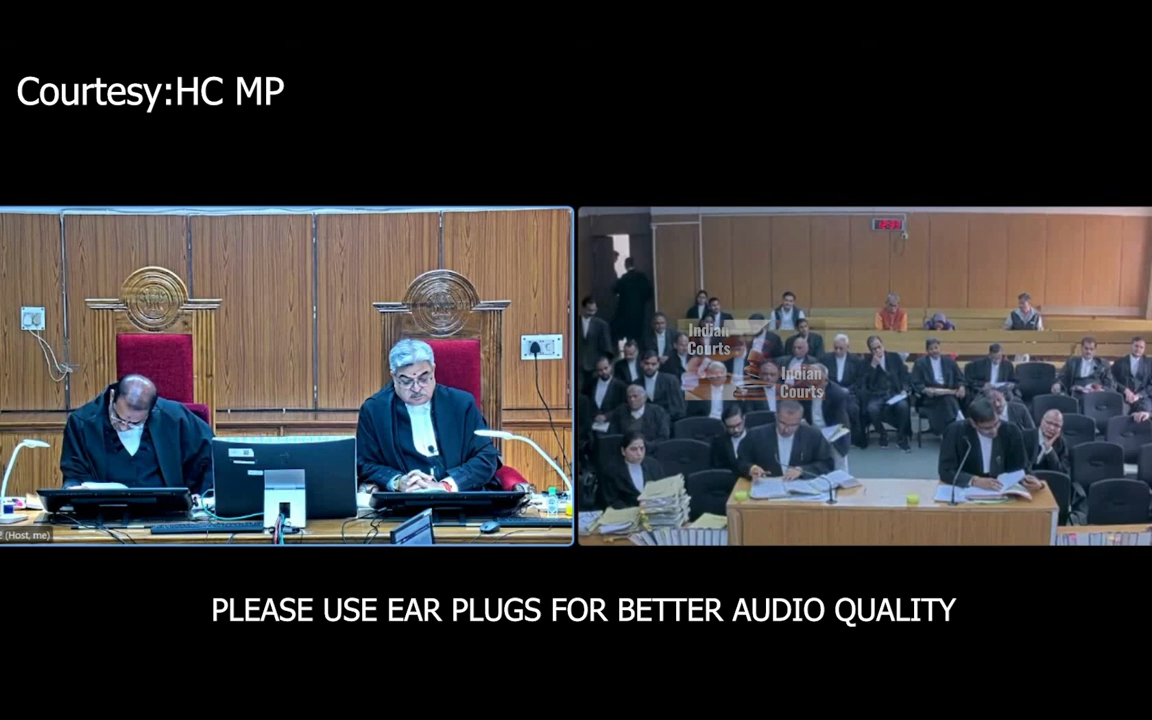 Courtesy:HC MP
Indian
Courts
Indian
Courts
(Host, me)
PLEASE USE EAR PLUGS FOR BETTER AUDIO QUALITY